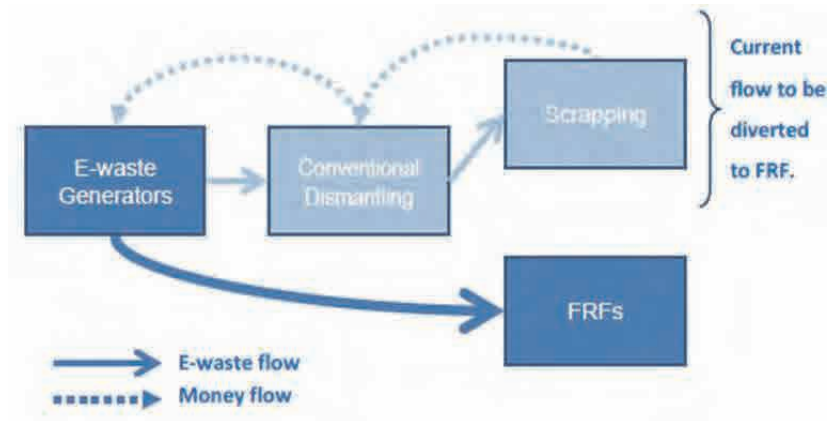 Current
flow to be
diverted
to FRF.
Scrapping
E-waste
Generators
Conventional
Dismantling
FRFs
E-waste flow
Money flow